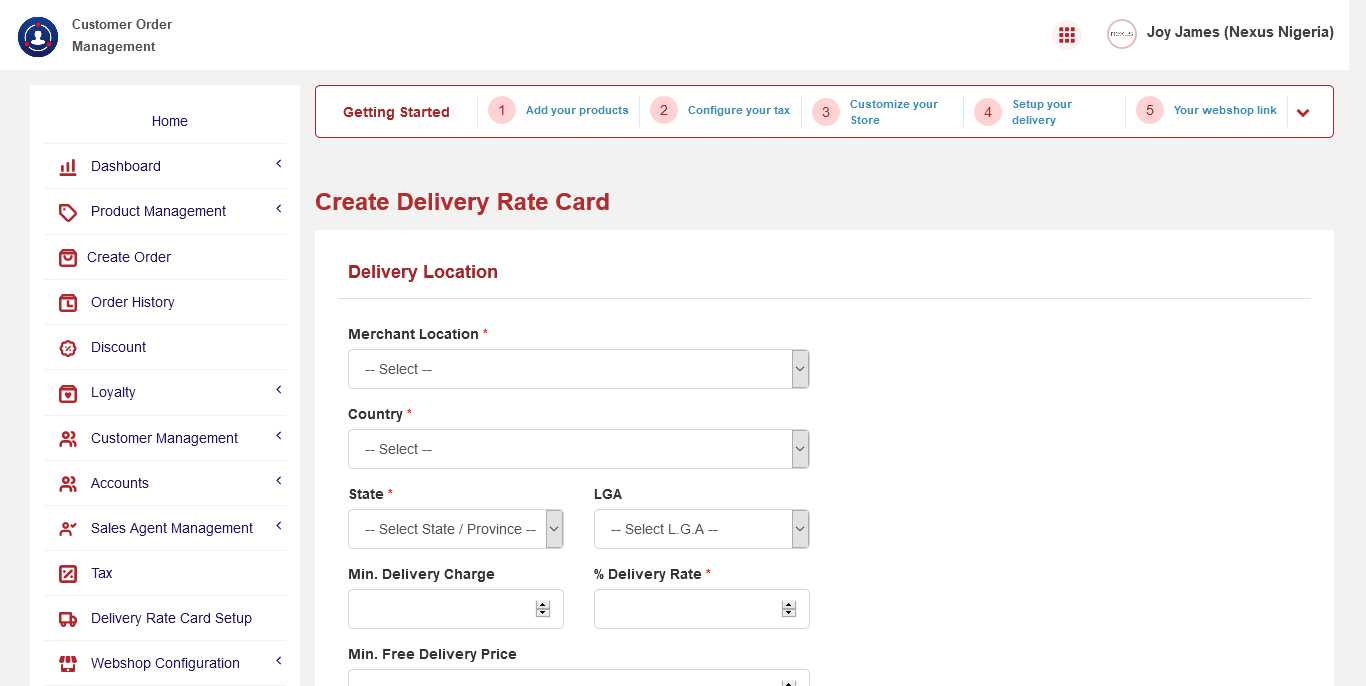 Customer Order
Management
nexus
Joy James (Nexus Nigeria)
Home
Dashboard
Product Management
Create Order
Order History
Discount
Loyalty
Customer Management
Accounts
Sales Agent Management
Tax
Delivery Rate Card Setup
Webshop Configuration
Getting Started
1 Add your products
2 Configure your tax
3 Customize your
Store
4 Setup your
delivery
5 Your webshop link
Create Delivery Rate Card
Delivery Location
Merchant Location *
-- Select --
Country *
-- Select --
State * LGA
-- Select State / Province -- -- Select L.G.A --
Min. Delivery Charge % Delivery Rate *
Min. Free Delivery Price